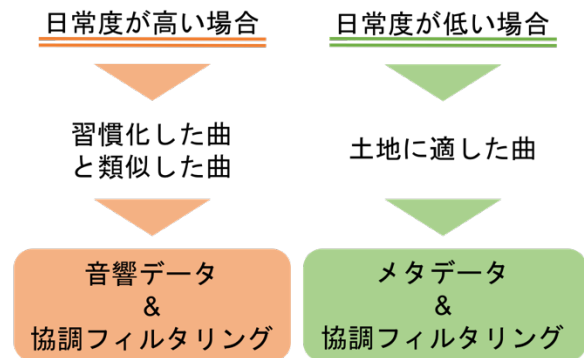 日常度が高い場合
習慣化した曲
と類似した曲
音響データ
&
協調フィルタリング
日常度が低い場合
土地に適した曲
メタデータ
&
協調フィルタリング